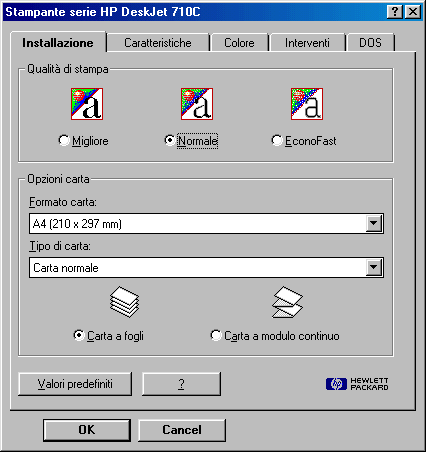 Stampante serie HP DeskJet 710C
Installazione Caratteristiche Colore Interventi DOS
Qualità di stampa
a a a
Migliore Normale EconoFast
Opzioni carta
Formato carta:
A4 (210 x 297 mm)
Tipo di carta:
Carta normale
Carta a fogli Carta a modulo continuo
Valori predefiniti ? hp HEWLETT
PACKARD
OK Cancel